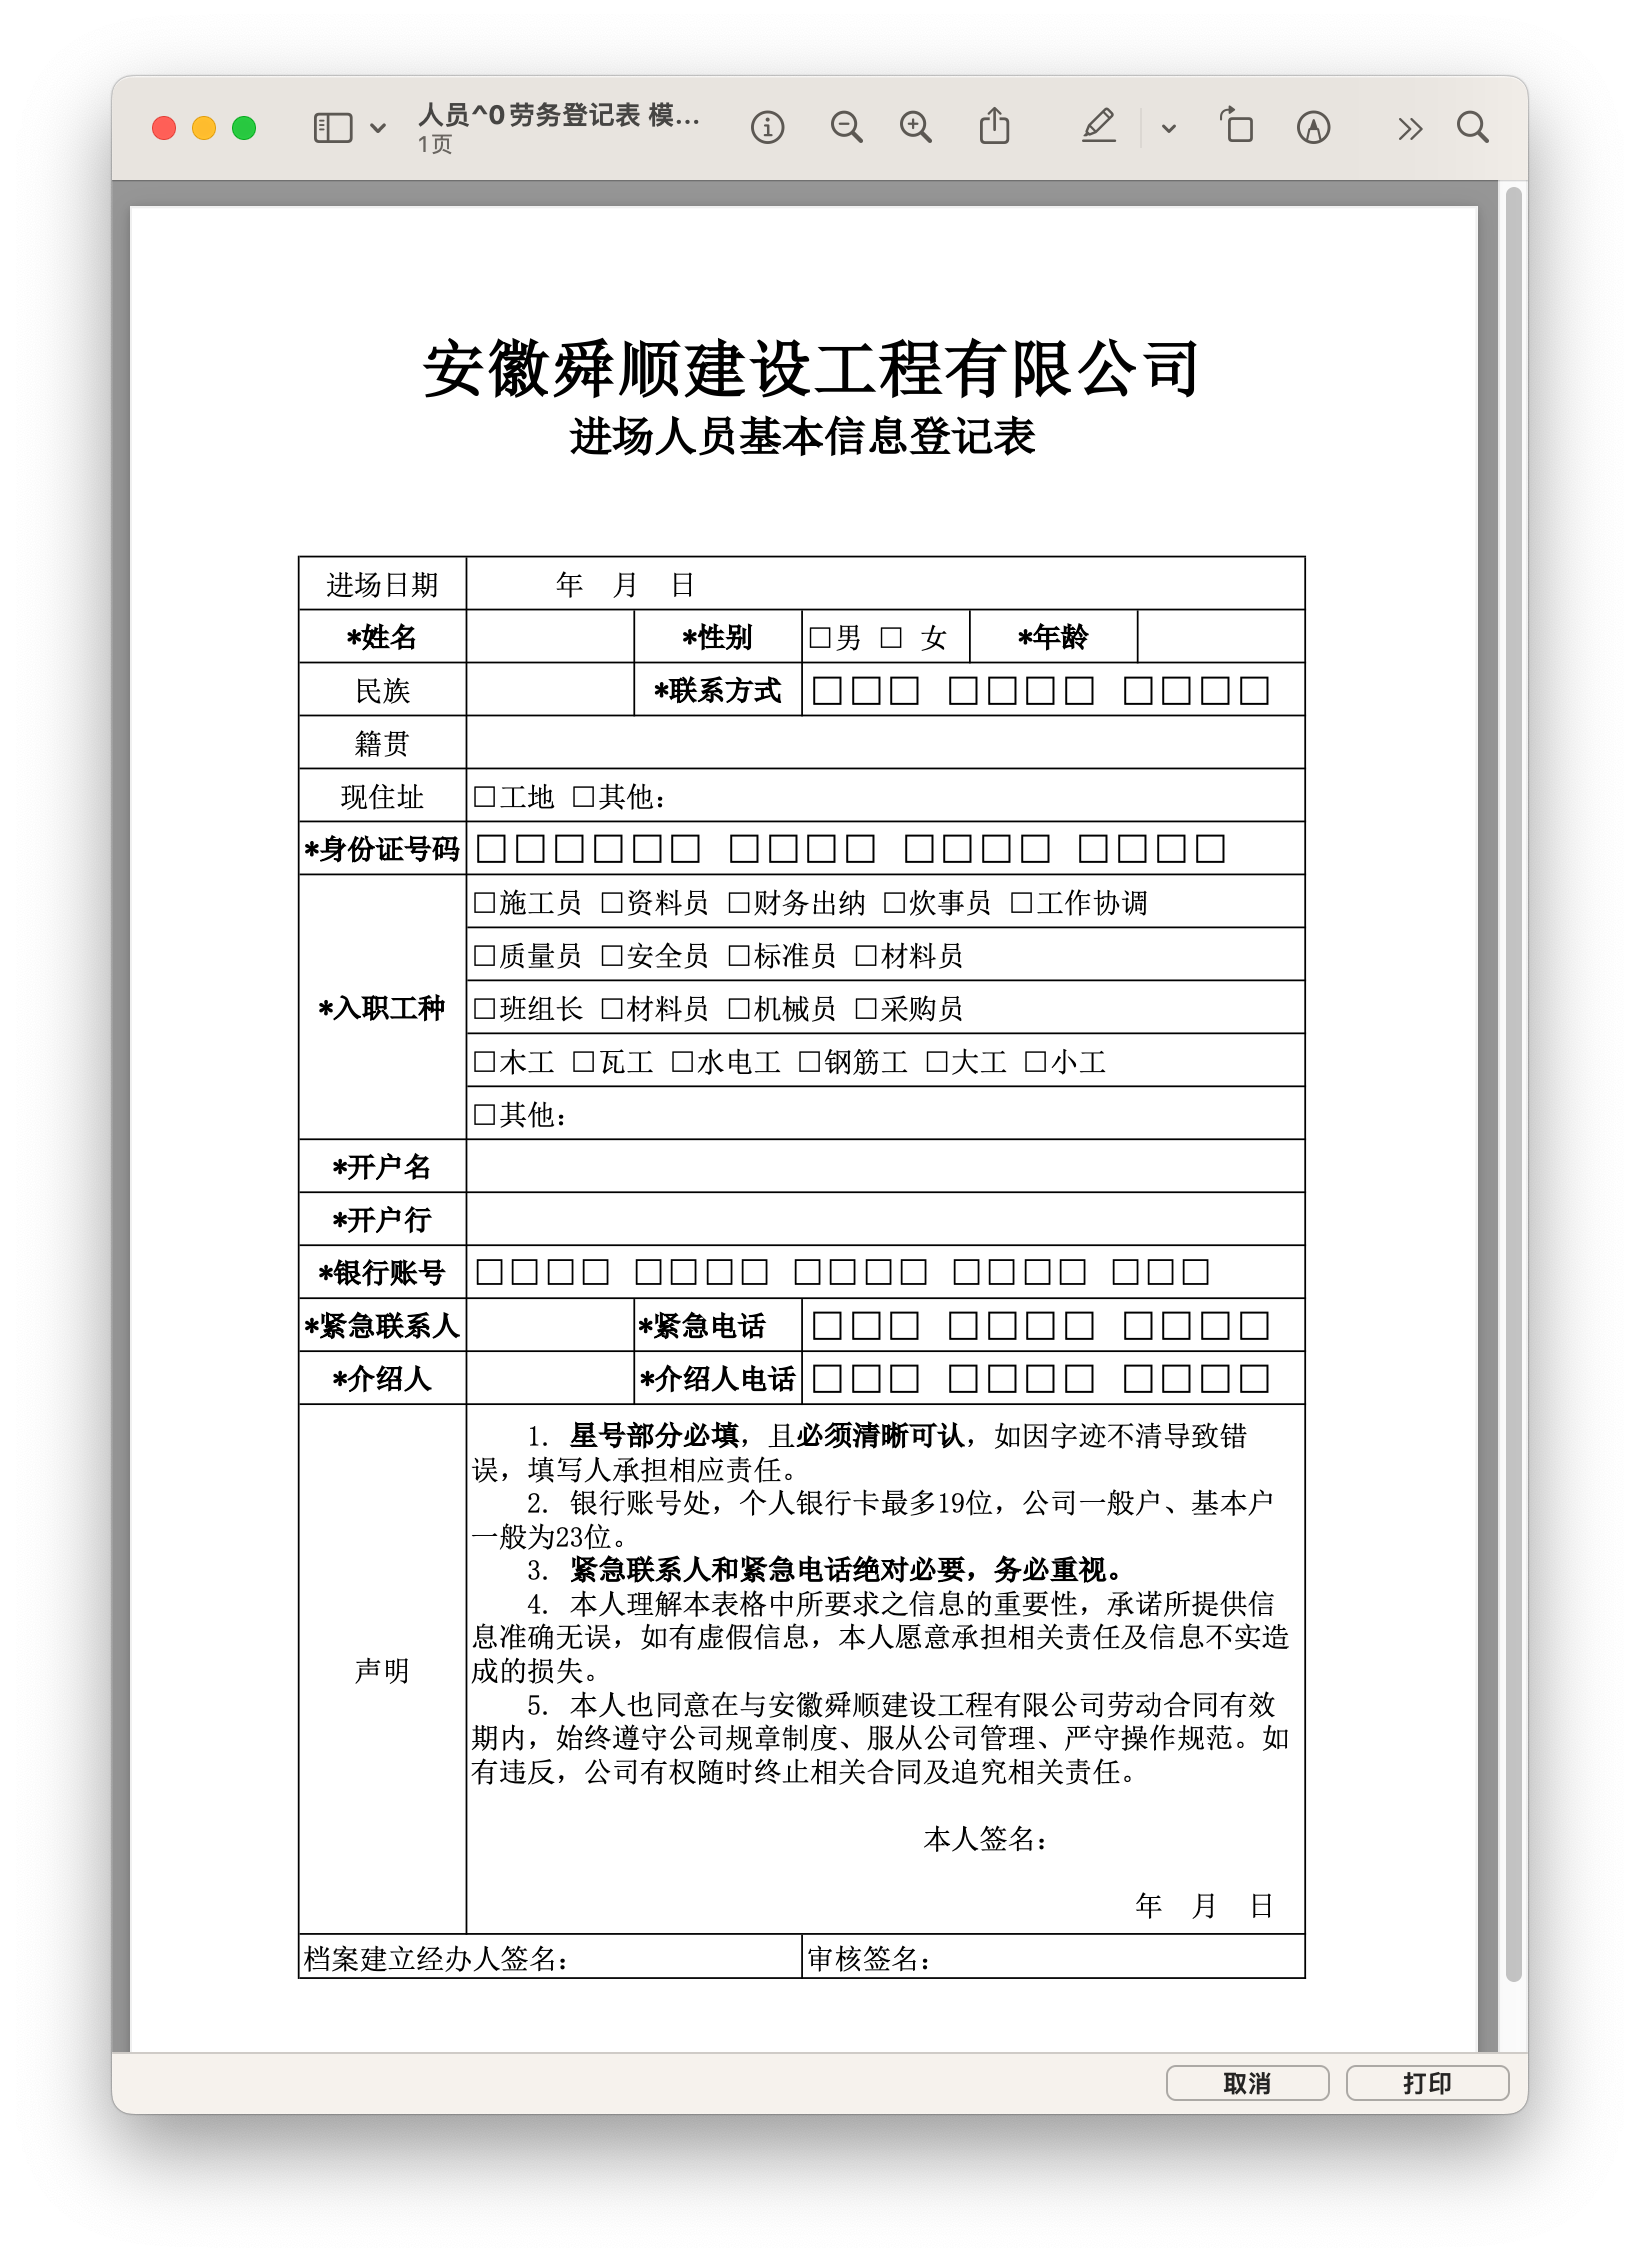 人员^0劳务登记表 模...
1页
安徽舜顺建设工程有限公司
进场人员基本信息登记表
进场日期 年 月 日
*姓名 *性别 □男 □ 女 *年龄
民族 *联系方式 □□□ □□□□ □□□□
籍贯
现住址 □工地 □其他：
*身份证号码 □□□□□□ □□□□ □□□□ □□□□
□施工员 □资料员 □财务出纳 □炊事员 □工作协调
□质量员 □安全员 □标准员 □材料员
*入职工种 □班组长 □材料员 □机械员 □采购员
□木工 □瓦工 □水电工 □钢筋工 □大工 □小工
□其他：
*开户名
*开户行
*银行账号 □□□□ □□□□ □□□□ □□□□ □□□
*紧急联系人 *紧急电话 □□□ □□□□ □□□□
*介绍人 *介绍人电话 □□□ □□□□ □□□□
声明
1. 星号部分必填，且必须清晰可认，如因字迹不清导致错
误，填写人承担相应责任。
2. 银行账号处，个人银行卡最多19位，公司一般户、基本户
一般为23位。
3. 紧急联系人和紧急电话绝对必要，务必重视。
4. 本人理解本表格中所要求之信息的重要性，承诺所提供信
息准确无误，如有虚假信息，本人愿意承担相关责任及信息不实造
成的损失。
5. 本人也同意在与安徽舜顺建设工程有限公司劳动合同有效
期内，始终遵守公司规章制度、服从公司管理、严守操作规范。如
有违反，公司有权随时终止相关合同及追究相关责任。
本人签名：
年 月 日
档案建立经办人签名： 审核签名：
取消 打印